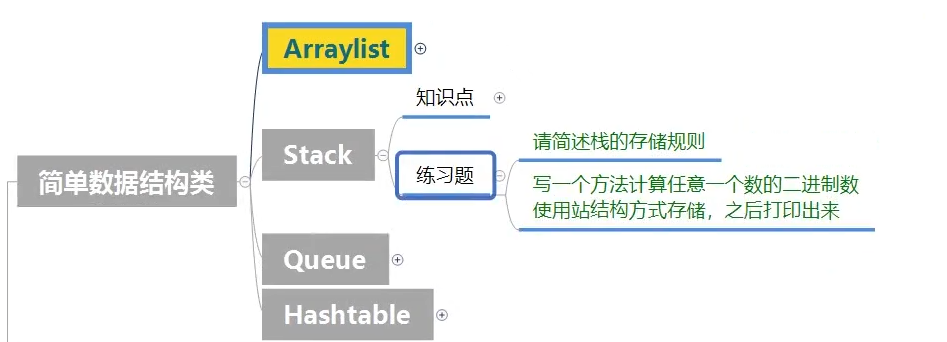 Arraylist
知识点
请简述栈的存储规则
Stack
练习题
简单数据结构类
写一个方法计算任意一个数的二进制数
使用站结构方式存储，之后打印出来
Queue
Hashtable